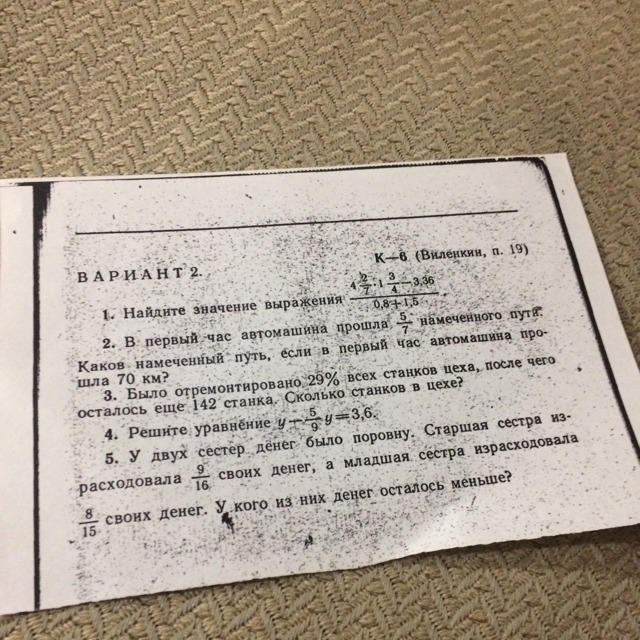 К—6 (Виленкин, п. 19)
ВАРИАНТ 2.
1. Найдите значение выражения (4 2/7 · 1 3/4 — 3,36)/(0,8+1,5).
2. В первый час автомашина прошла 5/7 намеченного пути.
Каков намеченный путь, если в первый час автомашина про-
шла 70 км?
3. Было отремонтировано 29% всех станков цеха, после чего
осталось еще 142 станка. Сколько станков в цехе?
4. Решите уравнение y — 5/9 y=3,6.
5. У двух сестер денег было поровну. Старшая сестра из-
расходовала 9/16 своих денег, а младшая сестра израсходовала
8/15 своих денег. У кого из них денег осталось меньше?